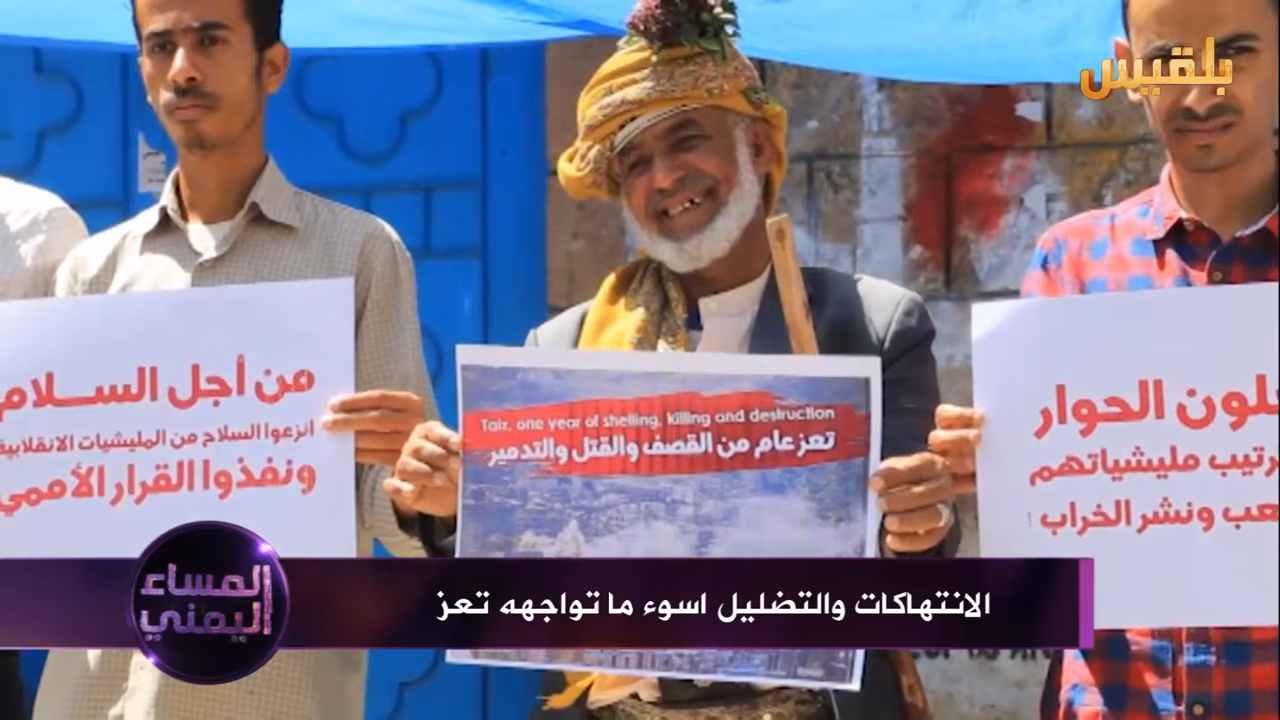 بلقيس
من أجل السلام
انزعوا السلاح من المليشيات الانقلابية
ونفذوا القرار الأممي
Taiz, one year of shelling, killing and destruction
تعز عام من القصف والقتل والتدمير
الحوار
مليشياتهم
ونشر الخراب !
المساء
اليمني
الانتهاكات والتضليل اسوء ما تواجهه تعز